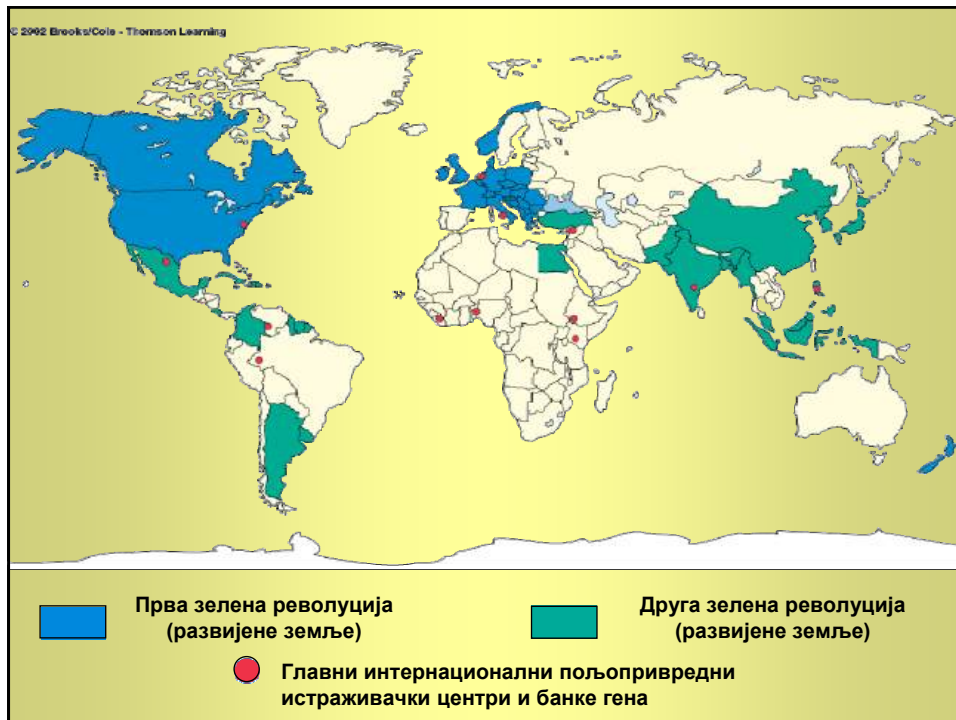 © 2002 Brooks/Cole - Thomson Learning
Прва зелена револуција
(развијене земље)
Друга зелена револуција
(развијене земље)
Главни интернационални пољопривредни
истраживачки центри и банке гена